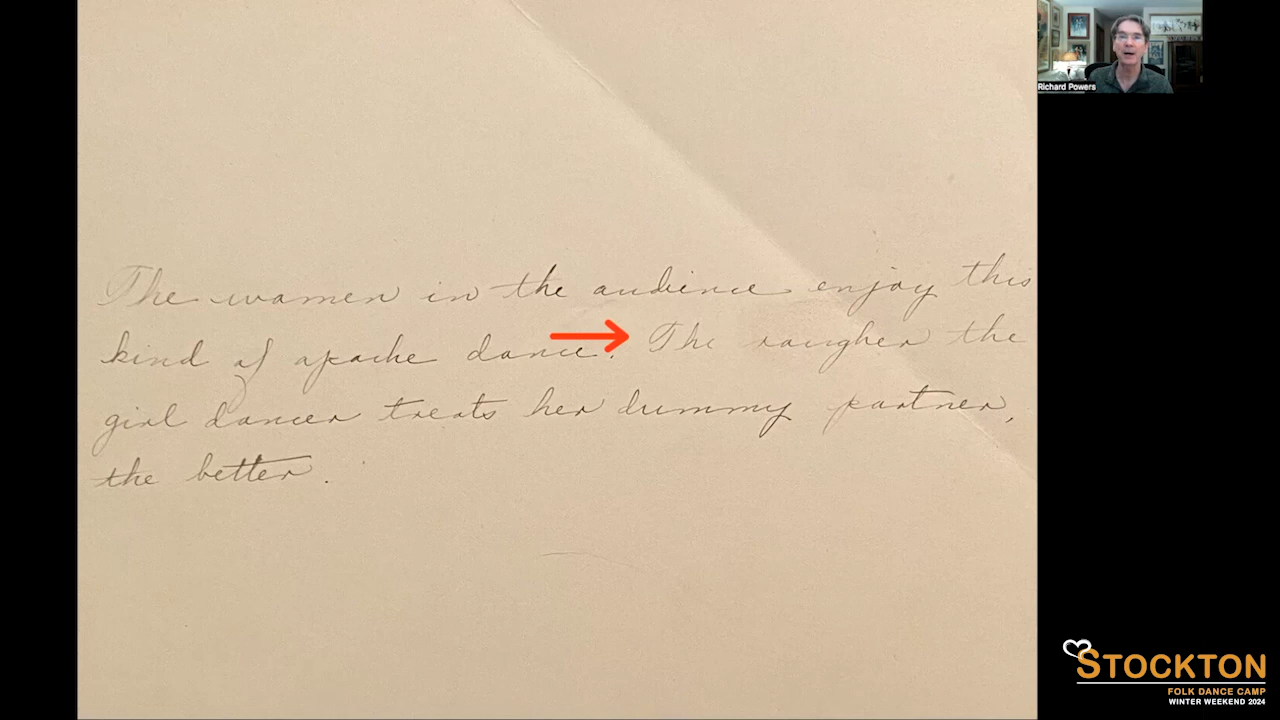 Richard Powers
The women in the audience enjoy this
kind of apache dance. The rougher the
girl dancer treats her dummy partner,
the better.
STOCKTON
FOLK DANCE CAMP
WINTER WEEKEND 2024